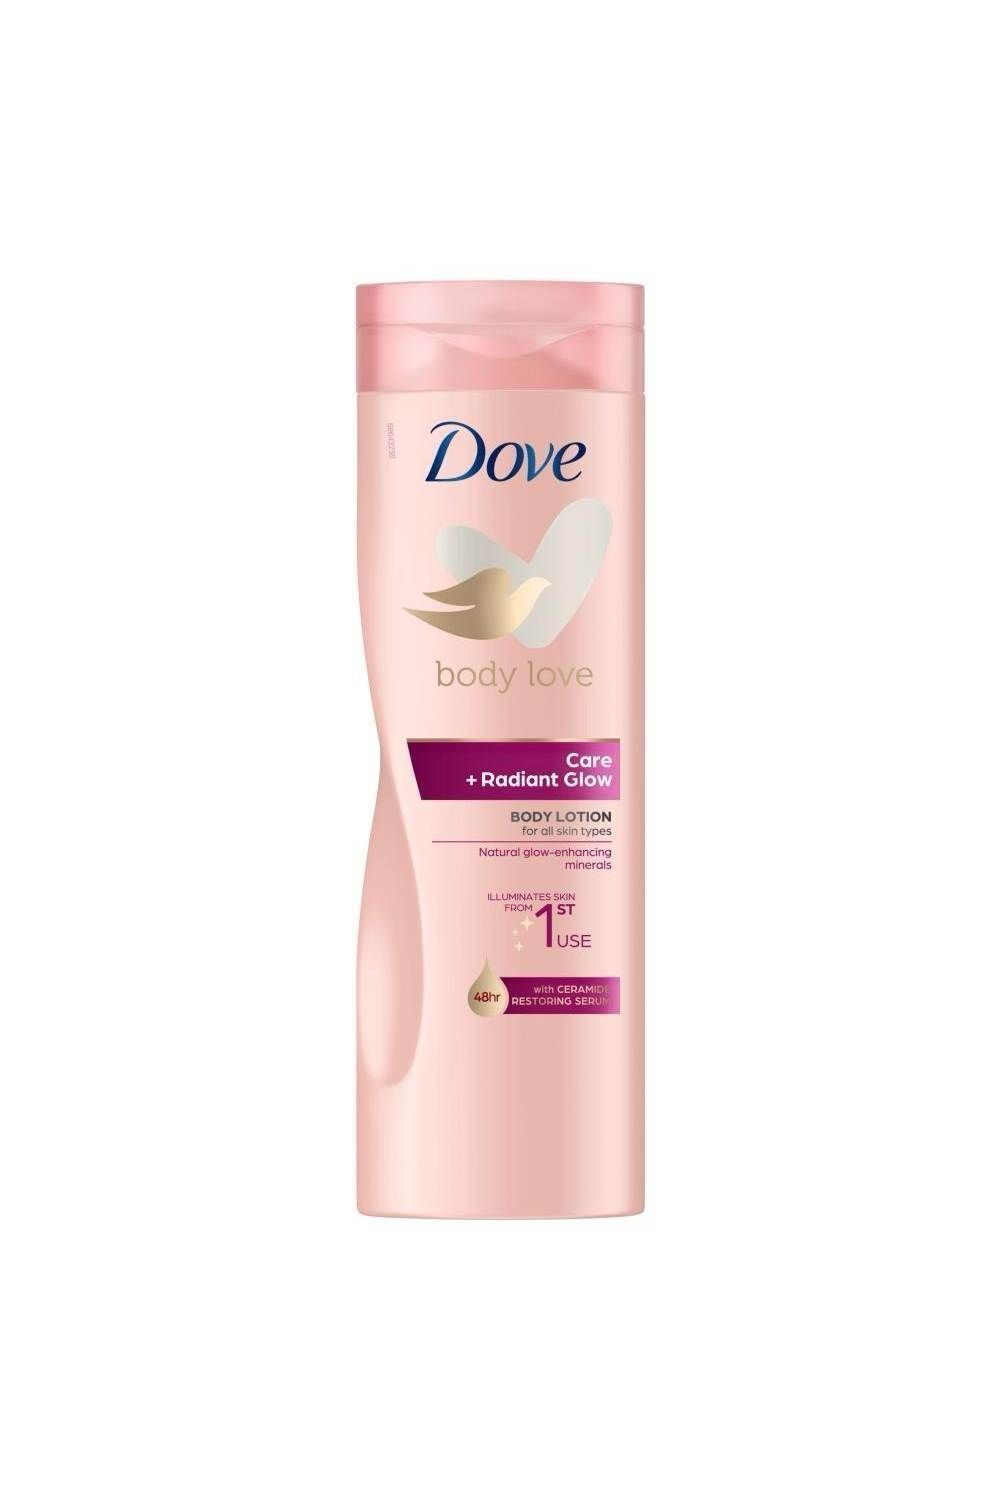 Dove
body love
Care
+ Radiant Glow
BODY LOTION
for all skin types
Natural glow-enhancing
minerals
ILLUMINATES SKIN
FROM 1ST
USE
48hr
with CERAMIDE
RESTORING SERUM